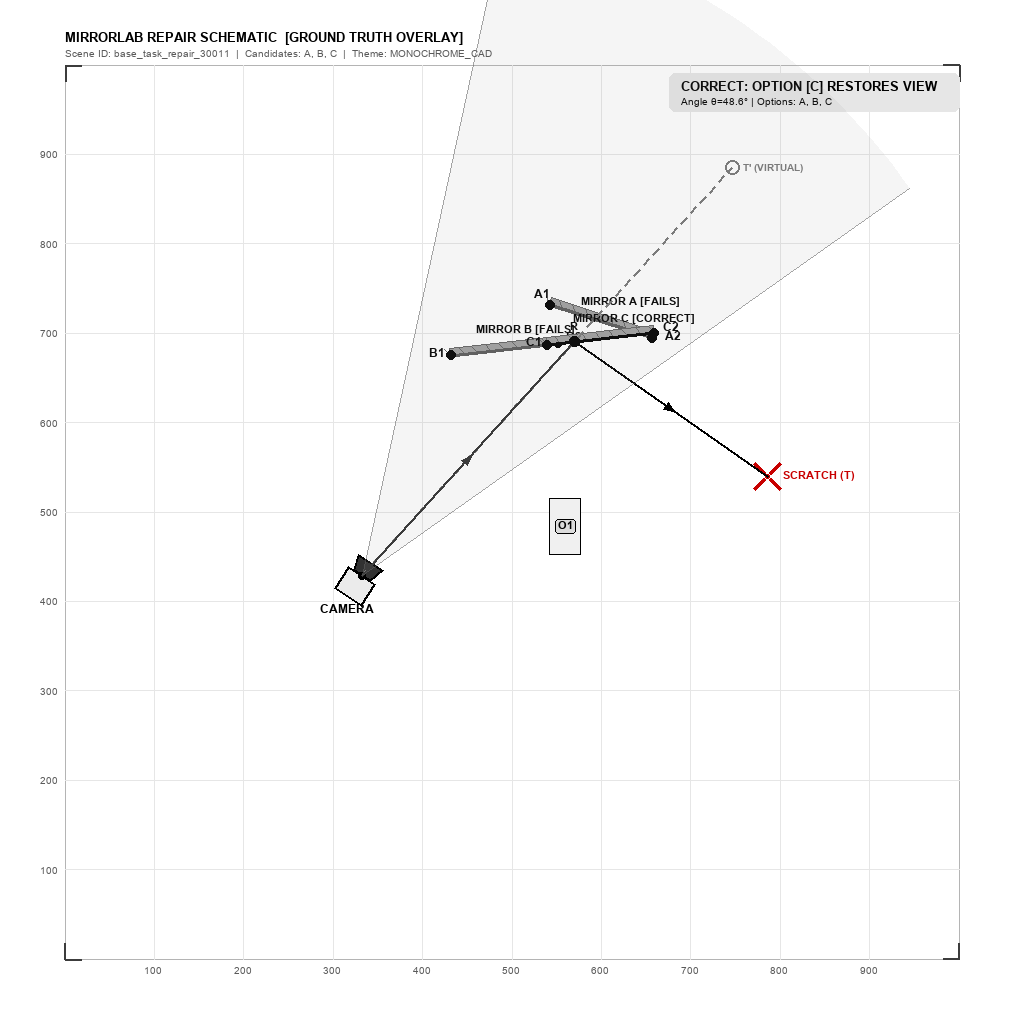 MIRRORLAB REPAIR SCHEMATIC [GROUND TRUTH OVERLAY]
Scene ID: base_task_repair_30011 | Candidates: A, B, C | Theme: MONOCHROME_CAD
CORRECT: OPTION [C] RESTORES VIEW
Angle θ=48.6° | Options: A, B, C
900
T' (VIRTUAL)
800
A1
MIRROR A [FAILS]
700
MIRROR C [CORRECT]
MIRROR B [FAILS]
R
C2
C1
A2
B1
600
SCRATCH (T)
500
O1
400
CAMERA
300
200
100
100 200 300 400 500 600 700 800 900